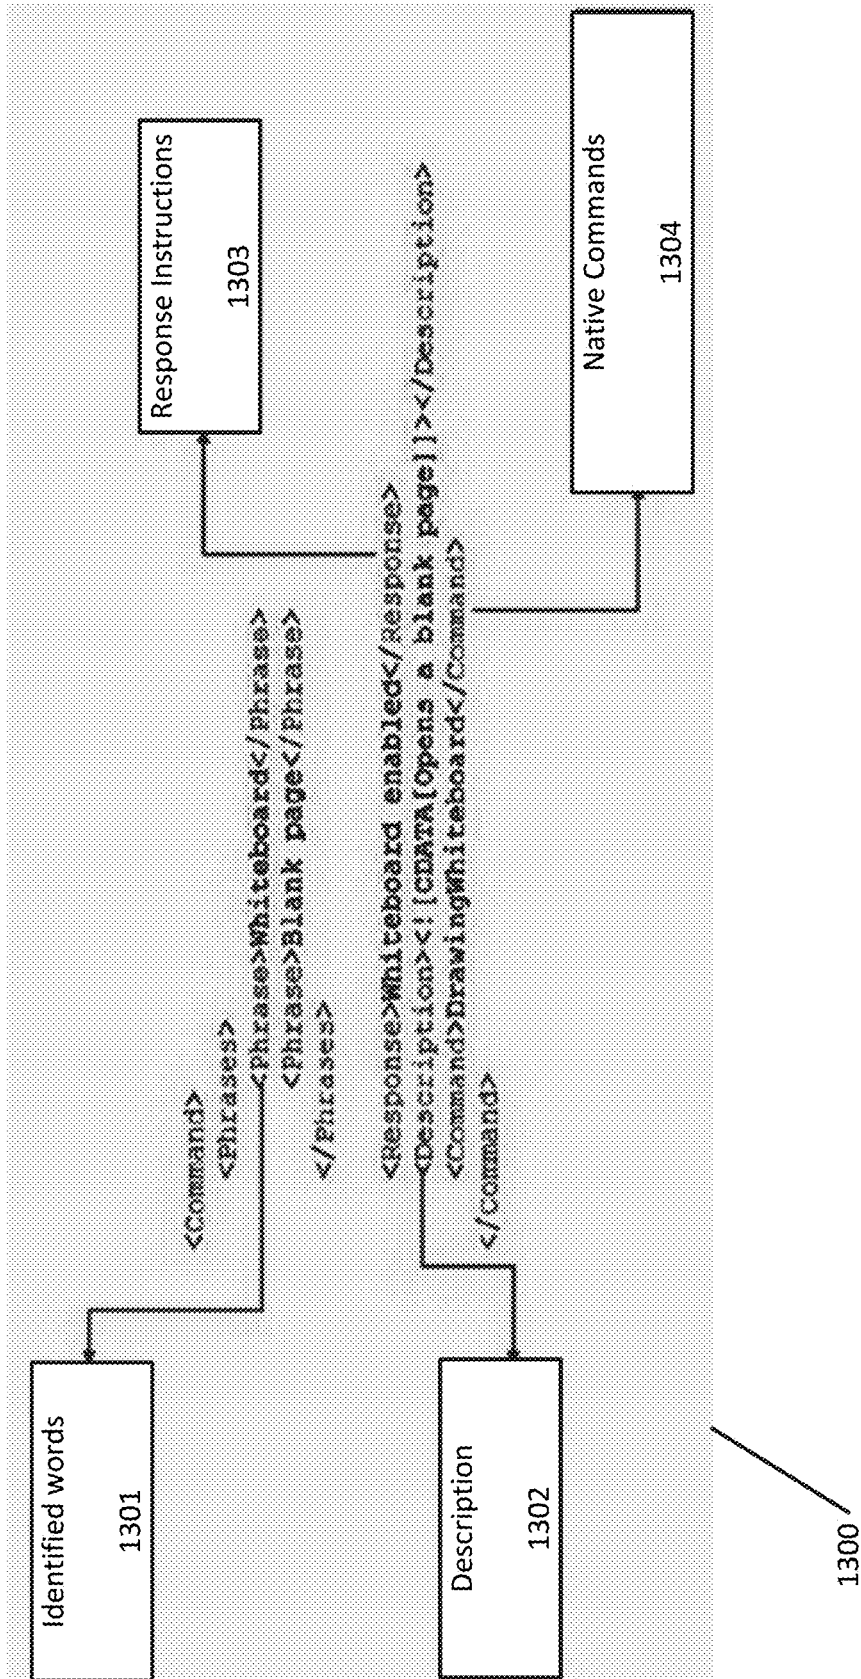 Identified words
1301
Response Instructions
1303
<Command>
<Phrases>
<Phrase>Whiteboard</Phrase>
<Phrase>Blank page</Phrase>
</Phrases>
<Response>Whiteboard enabled</Response>
<Description><![CDATA[Opens a blank page]]></Description>
<Command>DrawingWhiteboard</Command>
</Command>
Description
1302
Native Commands
1304
1300